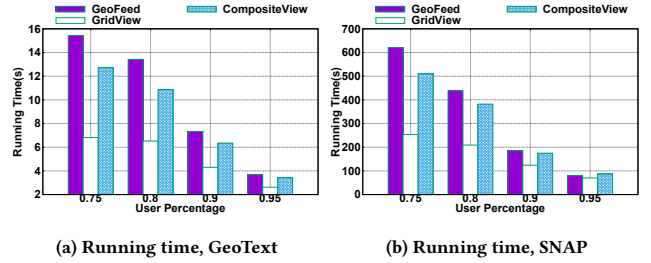 GeoFeed CompositeView
GridView
16
14
12
10
8
6
4
2
Running Time(s)
0.75 0.8 0.9 0.95
User Percentage
(a) Running time, GeoText
GeoFeed CompositeView
GridView
700
600
500
400
300
200
100
0
Running Time(s)
0.75 0.8 0.9 0.95
User Percentage
(b) Running time, SNAP